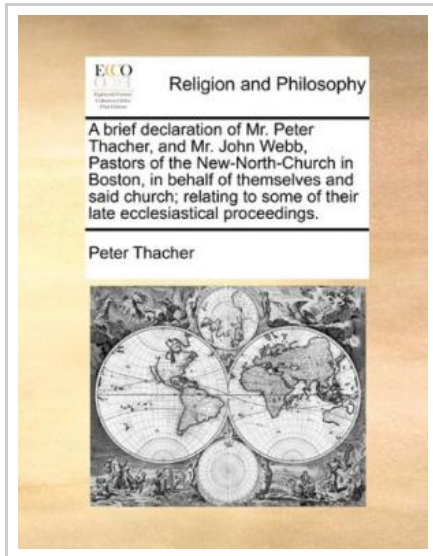 ECCO
Religion and Philosophy
A brief declaration of Mr. Peter
Thacher, and Mr. John Webb,
Pastors of the New-North-Church in
Boston, in behalf of themselves and
said church; relating to some of their
late ecclesiastical proceedings.
Peter Thacher